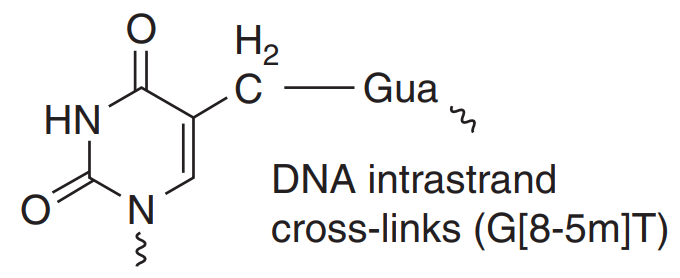 O
H2
C
Gua
HN
O
N
DNA intrastrand
cross-links (G[8-5m]T)